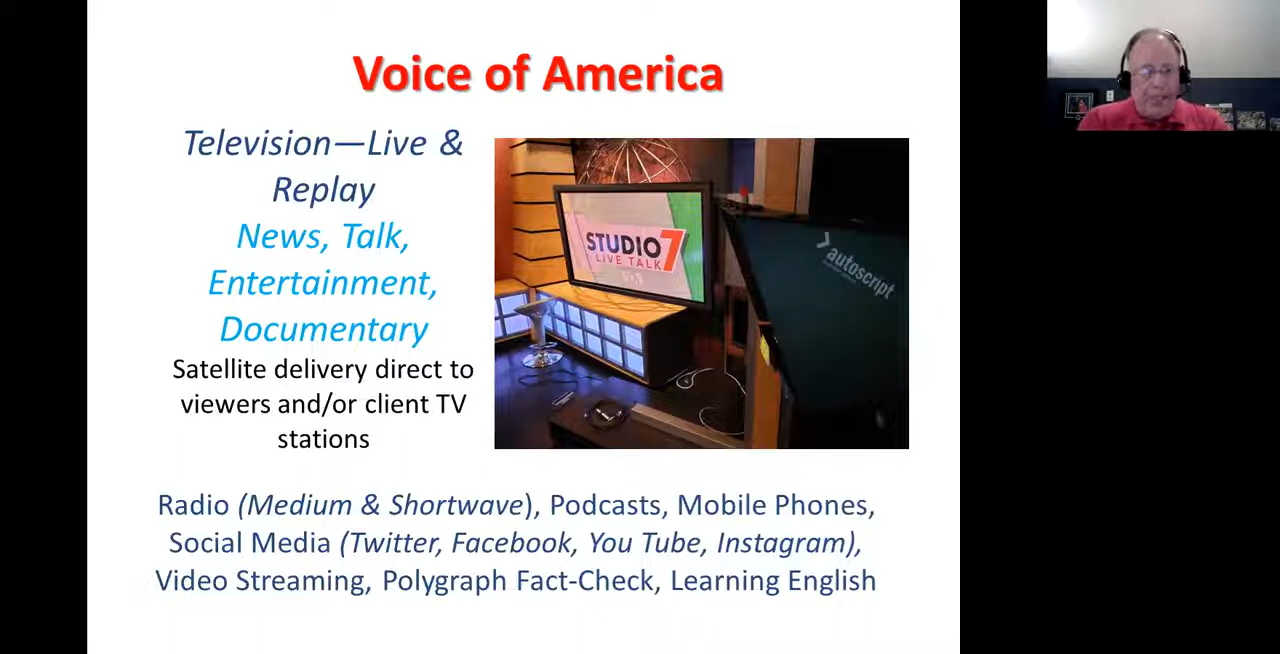 Voice of America
Television—Live &
Replay
News, Talk,
Entertainment,
Documentary
Satellite delivery direct to
viewers and/or client TV
stations
STUDIO7
LIVE TALK
autoscript
Radio (Medium & Shortwave), Podcasts, Mobile Phones,
Social Media (Twitter, Facebook, You Tube, Instagram),
Video Streaming, Polygraph Fact-Check, Learning English